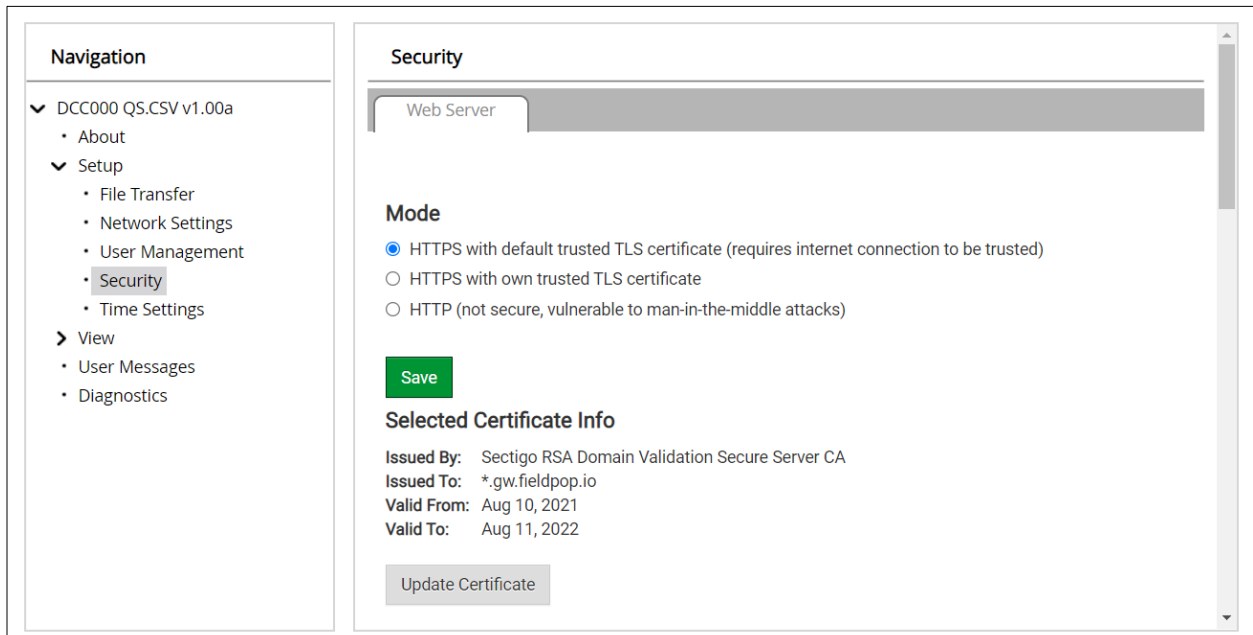 Navigation
DCC000 QS.CSV v1.00a
About
Setup
File Transfer
Network Settings
User Management
Security
Time Settings
View
User Messages
Diagnostics
Security
Web Server
Mode
HTTPS with default trusted TLS certificate (requires internet connection to be trusted)
HTTPS with own trusted TLS certificate
HTTP (not secure, vulnerable to man-in-the-middle attacks)
Save
Selected Certificate Info
Issued By: Sectigo RSA Domain Validation Secure Server CA
Issued To: *.gw.fieldpop.io
Valid From: Aug 10, 2021
Valid To: Aug 11, 2022
Update Certificate